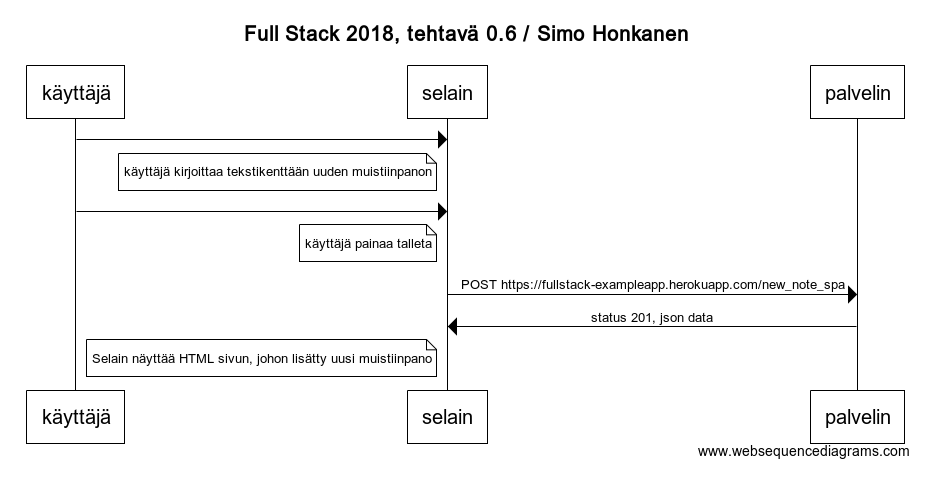 Full Stack 2018, tehtavä 0.6 / Simo Honkanen
käyttäjä
selain
palvelin
käyttäjä kirjoittaa tekstikenttään uuden muistiinpanon
käyttäjä painaa talleta
POST https://fullstack-exampleapp.herokuapp.com/new_note_spa
status 201, json data
Selain näyttää HTML sivun, johon lisätty uusi muistiinpano
käyttäjä
selain
palvelin
www.websequencediagrams.com